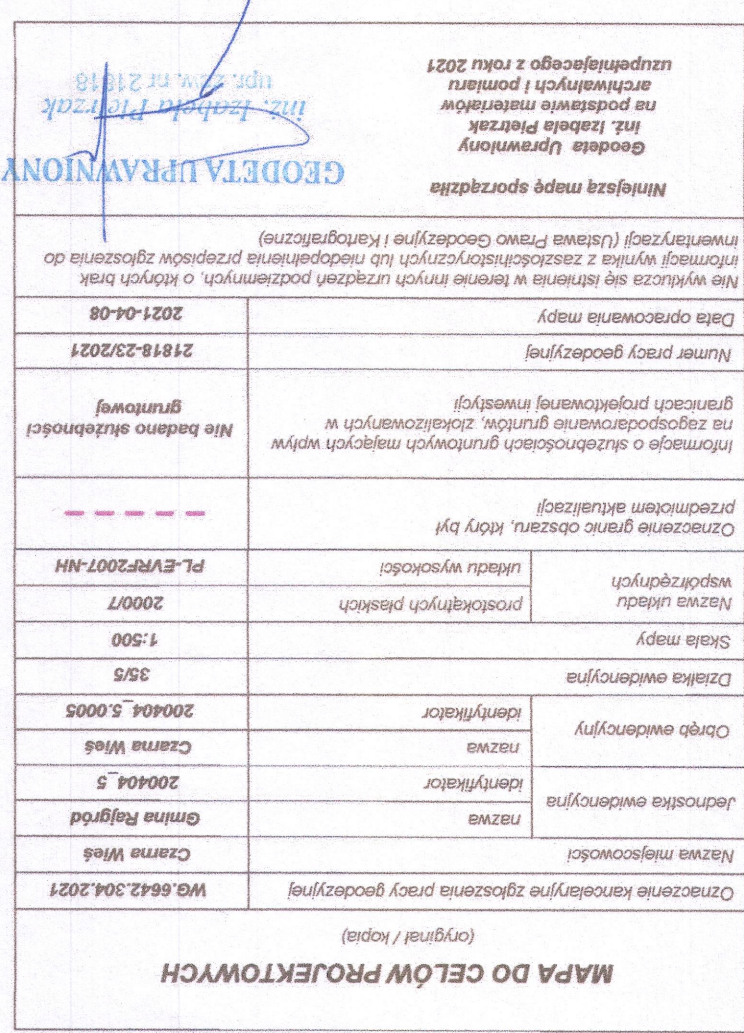 MAPA DO CELÓW PROJEKTOWYCH
(oryginał / kopia)
Oznaczenie kancelaryjne zgłoszenia pracy geodezyjnej WG.6642.304.2021
Nazwa miejscowości Czarna Wieś
Jednostka ewidencyjna
nazwa Gmina Rajgród
identyfikator 200404_5
Obręb ewidencyjny
nazwa Czarna Wieś
identyfikator 200404_5.0005
Działka ewidencyjna 35/5
Skala mapy 1:500
Nazwa układu
współrzędnych
prostokątnych płaskich 2000/7
układu wysokości PL-EVRF2007-NH
Oznaczenie granic obszaru, który był
przedmiotem aktualizacji
Informacje o służebnościach gruntowych mających wpływ
na zagospodarowanie gruntów, zlokalizowanych w
granicach projektowanej inwestycji
Nie badano służebności
gruntowej
Numer pracy geodezyjnej 21818-23/2021
Data opracowania mapy 2021-04-08
Nie wyklucza się istnienia w terenie innych urządzeń podziemnych, o których brak
informacji wynika z zaszłościhistorycznych lub niedopełnienia przepisów zgłoszenia do
inwentaryzacji (Ustawa Prawo Geodezyjne i Kartograficzne)
Niniejszą mapę sporządziła
Geodeta Uprawniony
inż. Izabela Pietrzak
na podstawie materiałów
archiwalnych i pomiaru
uzupełniającego z roku 2021
GEODETA UPRAWNIONY
inż. Izabela Pietrzak
upr. zaw. nr 21818